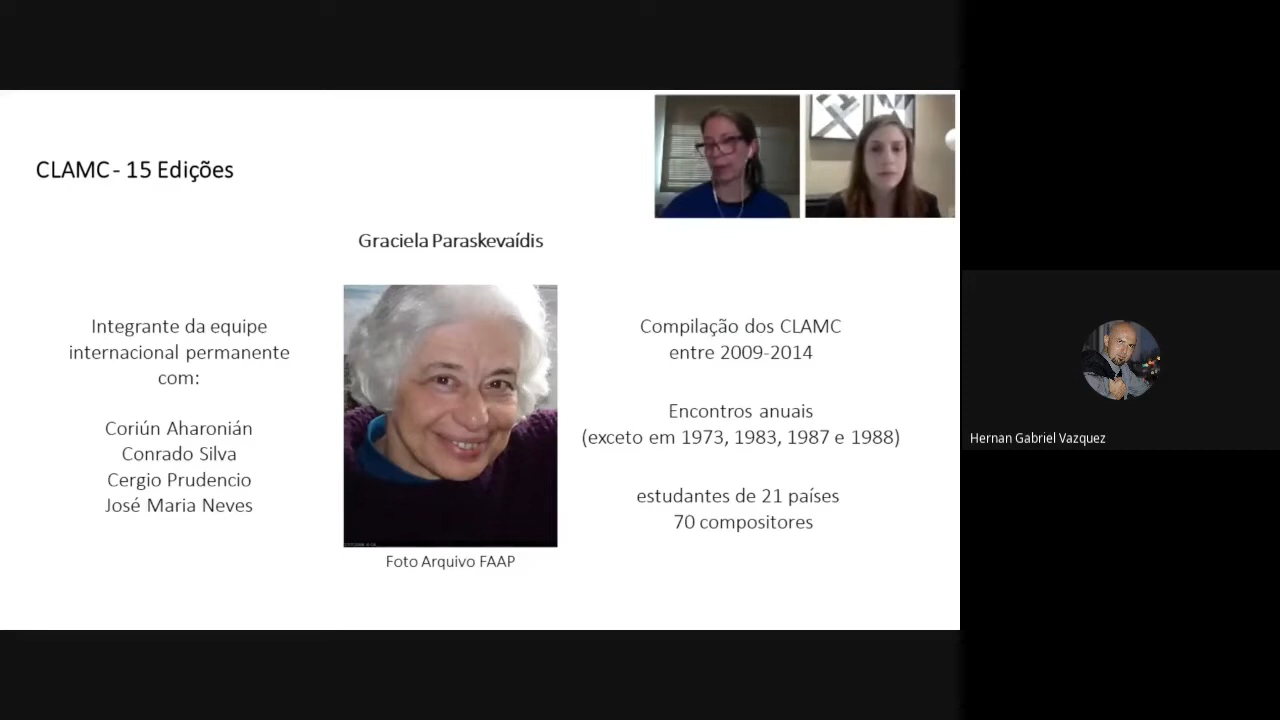 CLAMC - 15 Edições
Graciela Paraskevaídis
Integrante da equipe
internacional permanente
com:
Coriún Aharonián
Conrado Silva
Cergio Prudencio
José Maria Neves
Foto Arquivo FAAP
Compilação dos CLAMC
entre 2009-2014
Encontros anuais
(exceto em 1973, 1983, 1987 e 1988)
estudantes de 21 países
70 compositores
Hernan Gabriel Vazquez